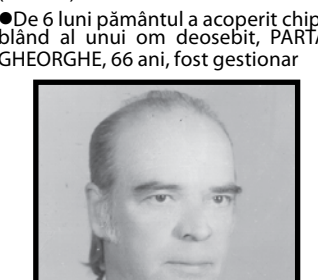 ●De 6 luni pământul a acoperit chip
blând al unui om deosebit, PARTA
GHEORGHE, 66 ani, fost gestionar